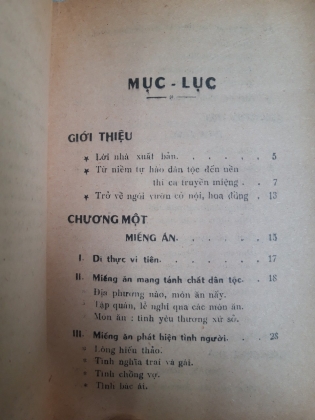 MỤC - LỤC
GIỚI THIỆU
★ Lời nhà xuất bản. . . . . . 5
★ Từ niềm tự hào dân tộc đến nền
thi ca truyền miệng . . . . 7
★ Trở về ngôi vườn cỏ nội, hoa đồng . 13
CHƯƠNG MỘT
MIẾNG ĂN. . . . . 15
I. Dĩ thực vi tiên. . . . . . 17
II. Miếng ăn mang tánh chất dân tộc. . 18
* Địa phương nào, món ăn nấy.
* Tập quán, lễ nghi qua các món ăn.
* Món ăn : tình yêu thương xứ sở.
III. Miếng ăn phát hiện tình người. . . 25
* Lòng hiếu thảo.
* Tình nghĩa trai và gái.
* Tình chồng vợ.
* Tình bác ái.